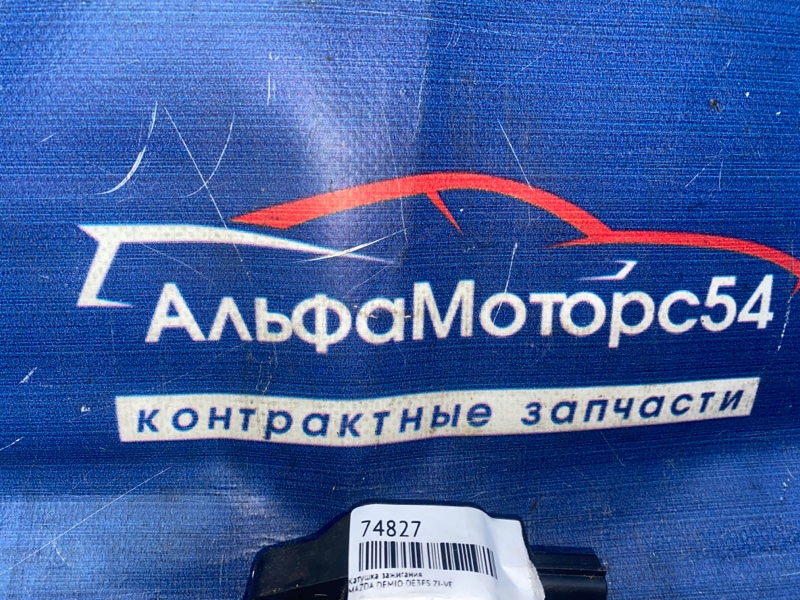 АльфаМоторс54
контрактные запчасти
74827
Катушка зажигания
MAZDA DEMIO DE3FS ZJ-VE